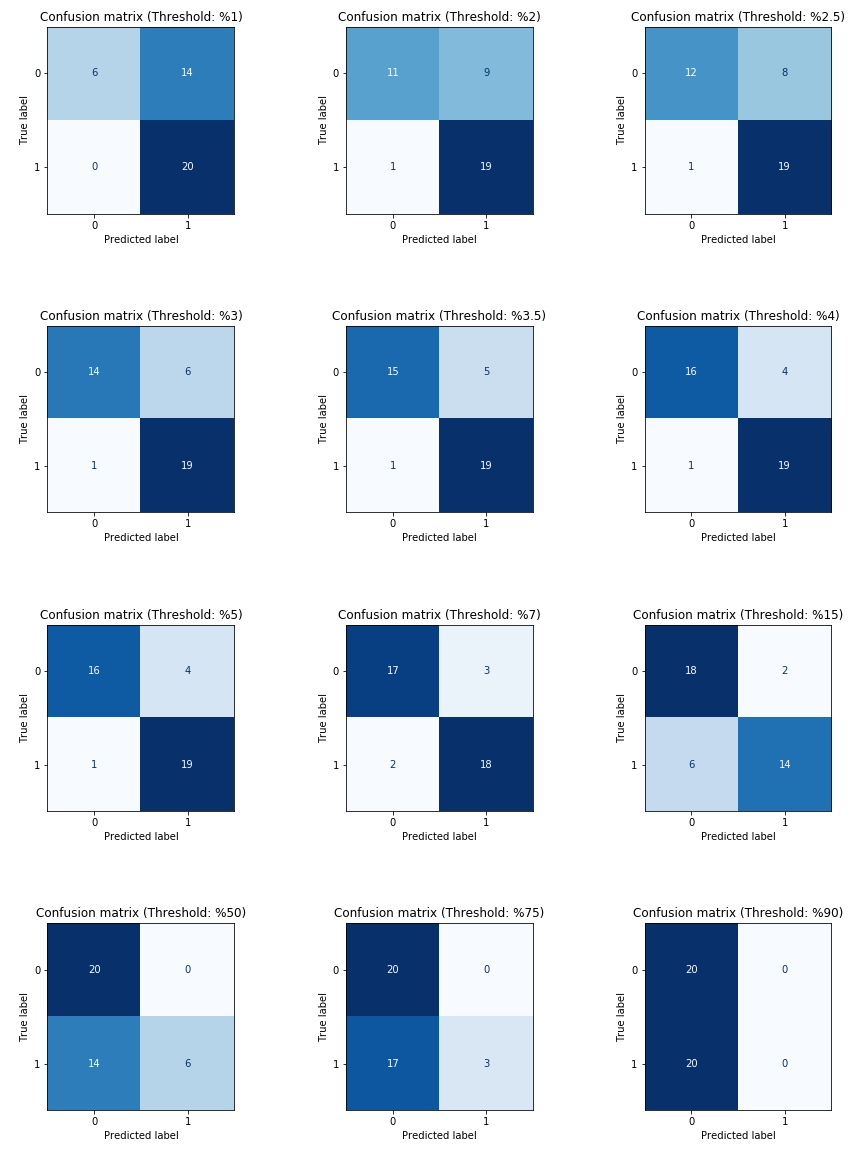 Confusion matrix (Threshold: %1)
0
6
14
True label
1
0
20
0
1
Predicted label
Confusion matrix (Threshold: %2)
0
11
9
True label
1
1
19
0
1
Predicted label
Confusion matrix (Threshold: %2.5)
0
12
8
True label
1
1
19
0
1
Predicted label
Confusion matrix (Threshold: %3)
0
14
6
True label
1
1
19
0
1
Predicted label
Confusion matrix (Threshold: %3.5)
0
15
5
True label
1
1
19
0
1
Predicted label
Confusion matrix (Threshold: %4)
0
16
4
True label
1
1
19
0
1
Predicted label
Confusion matrix (Threshold: %5)
0
16
4
True label
1
1
19
0
1
Predicted label
Confusion matrix (Threshold: %7)
0
17
3
True label
1
2
18
0
1
Predicted label
Confusion matrix (Threshold: %15)
0
18
2
True label
1
6
14
0
1
Predicted label
Confusion matrix (Threshold: %50)
0
20
0
True label
1
14
6
0
1
Predicted label
Confusion matrix (Threshold: %75)
0
20
0
True label
1
17
3
0
1
Predicted label
Confusion matrix (Threshold: %90)
0
20
0
True label
1
20
0
0
1
Predicted label